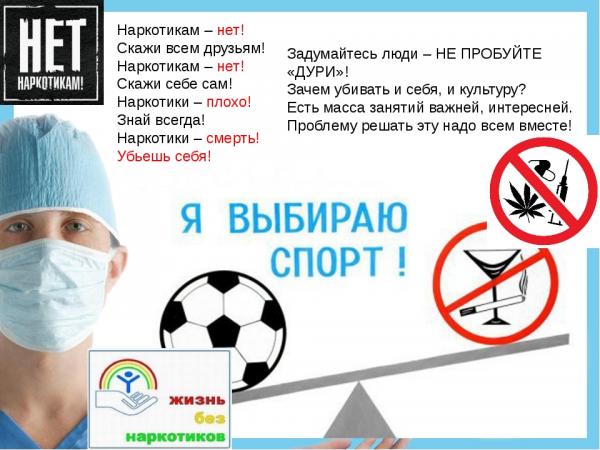 НЕТ
НАРКОТИКАМ!
Наркотикам – нет!
Скажи всем друзьям!
Наркотикам – нет!
Скажи себе сам!
Наркотики – плохо!
Знай всегда!
Наркотики – смерть!
Убьешь себя!
Задумайтесь люди – НЕ ПРОБУЙТЕ
«ДУРИ»!
Зачем убивать и себя, и культуру?
Есть масса занятий важней, интересней.
Проблему решать эту надо всем вместе!
Я ВЫБИРАЮ
СПОРТ !
жизнь
без
наркотиков